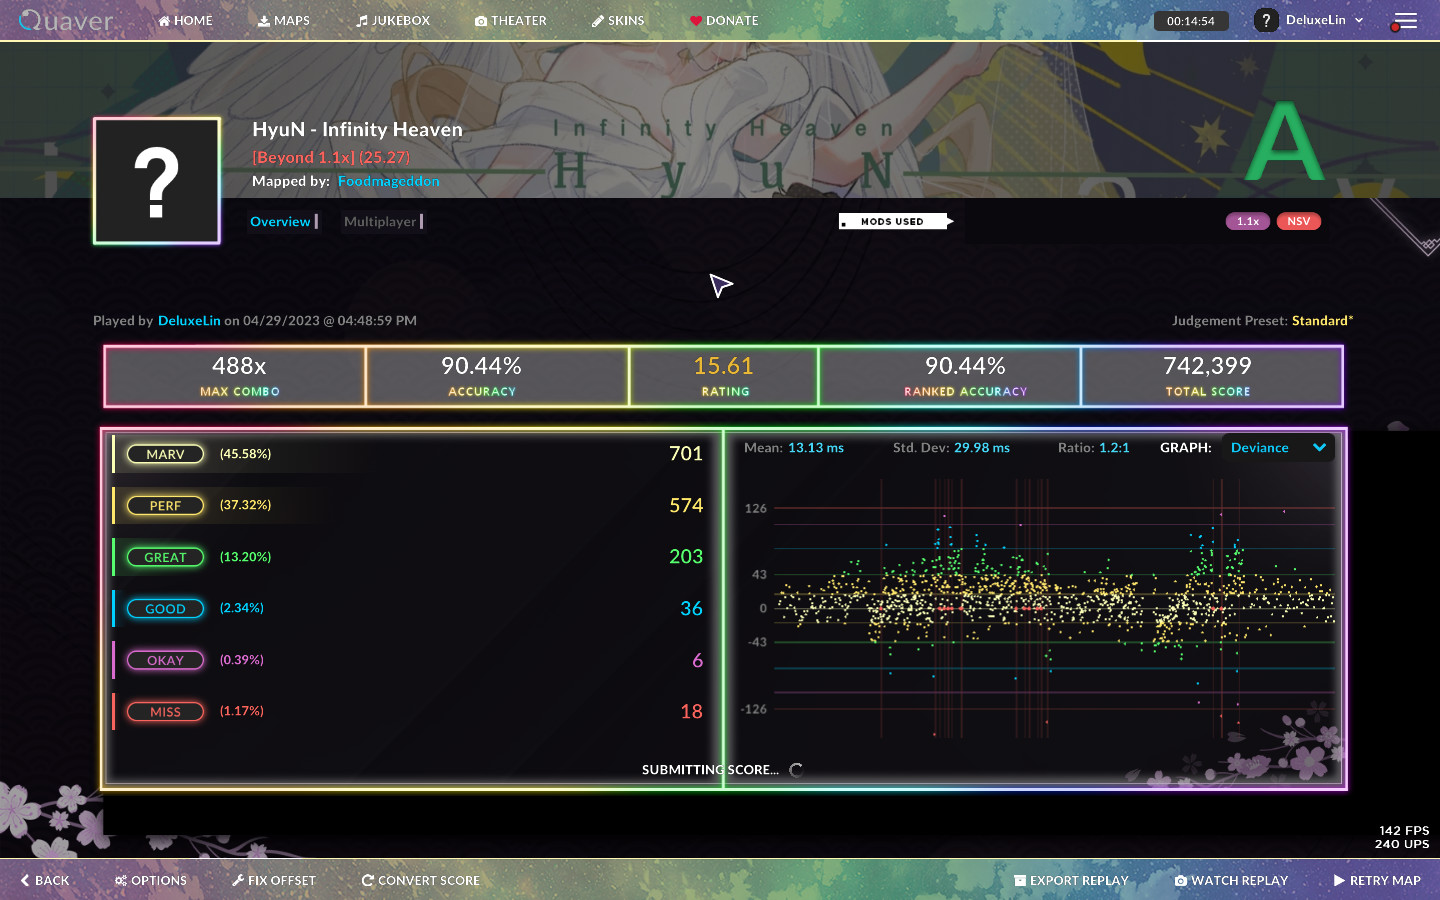 Quaver
HOME
MAPS
JUKEBOX
THEATER
SKINS
DONATE
00:14:54
?
DeluxeLin
HyuN - Infinity Heaven
[Beyond 1.1x] (25.27)
Mapped by: Foodmageddon
Infinity Heaven
HyuN
A
?
Overview
Multiplayer
MODS USED
1.1x
NSV
Played by DeluxeLin on 04/29/2023 @ 04:48:59 PM
Judgement Preset: Standard*
488x
MAX COMBO
90.44%
ACCURACY
15.61
RATING
90.44%
RANKED ACCURACY
742,399
TOTAL SCORE
MARV (45.58%) 701
PERF (37.32%) 574
GREAT (13.20%) 203
GOOD (2.34%) 36
OKAY (0.39%) 6
MISS (1.17%) 18
Mean: 13.13 ms
Std. Dev: 29.98 ms
Ratio: 1.2:1
GRAPH: Deviance
126
43
0
-43
-126
SUBMITTING SCORE...
142 FPS
240 UPS
BACK
OPTIONS
FIX OFFSET
CONVERT SCORE
EXPORT REPLAY
WATCH REPLAY
RETRY MAP